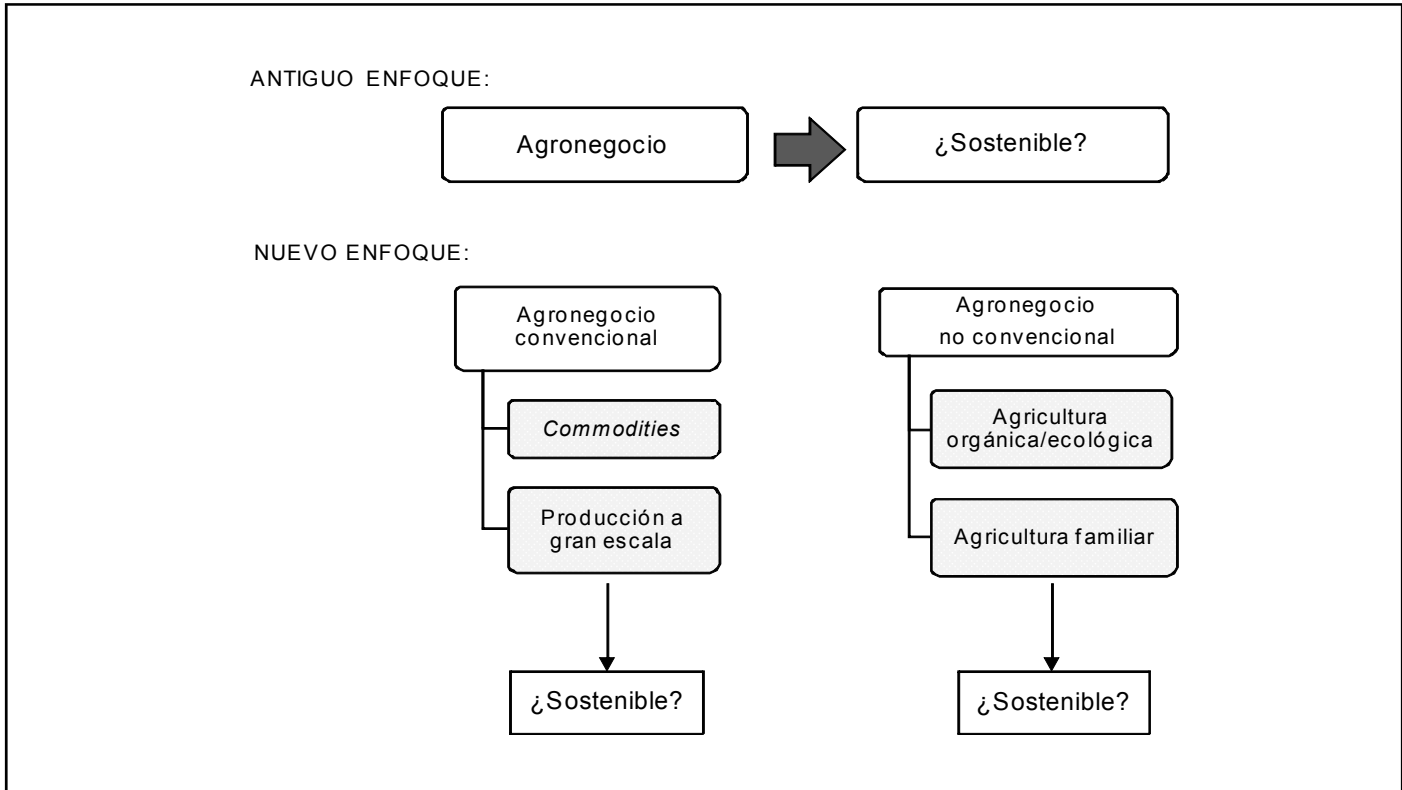 ANTIGUO ENFOQUE:
Agronegocio
¿Sostenible?
NUEVO ENFOQUE:
Agronegocio
convencional
Commodities
Producción a
gran escala
¿Sostenible?
Agronegocio
no convencional
Agricultura
orgánica/ecológica
Agricultura familiar
¿Sostenible?